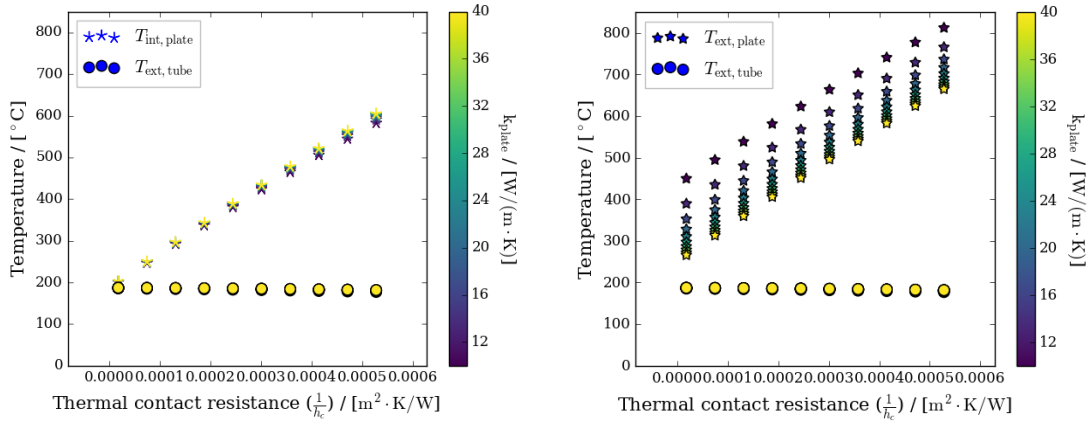 800
700
600
500
400
300
200
100
0
Temperature / [°C]
T_int,plate
T_ext,tube
0.0000 0.0001 0.0002 0.0003 0.0004 0.0005 0.0006
Thermal contact resistance (1/h_c) / [m² · K/W]
40
36
32
28
24
20
16
12
k_plate / [W/(m · K)]
800
700
600
500
400
300
200
100
0
Temperature / [°C]
T_ext,plate
T_ext,tube
0.0000 0.0001 0.0002 0.0003 0.0004 0.0005 0.0006
Thermal contact resistance (1/h_c) / [m² · K/W]
40
36
32
28
24
20
16
12
k_plate / [W/(m · K)]